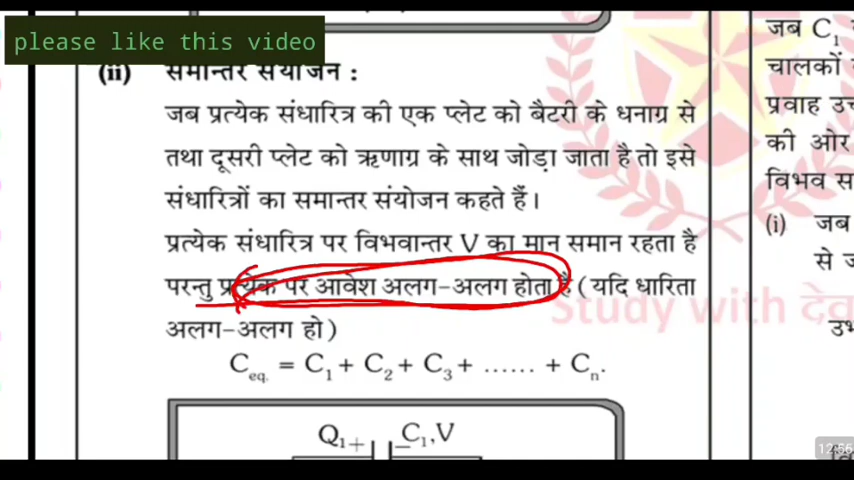 please like this video
(ii) समान्तर संयोजन :
जब प्रत्येक संधारित्र की एक प्लेट को बैटरी के धनाग्र से
तथा दूसरी प्लेट को ऋणाग्र के साथ जोड़ा जाता है तो इसे
संधारित्रों का समान्तर संयोजन कहते हैं।
प्रत्येक संधारित्र पर विभवान्तर V का मान समान रहता है
परन्तु प्रत्येक पर आवेश अलग-अलग होता है (यदि धारिता
अलग-अलग हो)
C eq. = C1 + C2 + C3 + ...... + Cn.
Q1+ C1,V
जब C1
चालकों
प्रवाह
की ओर
विभव
(i) जब
से
Study with
12:55